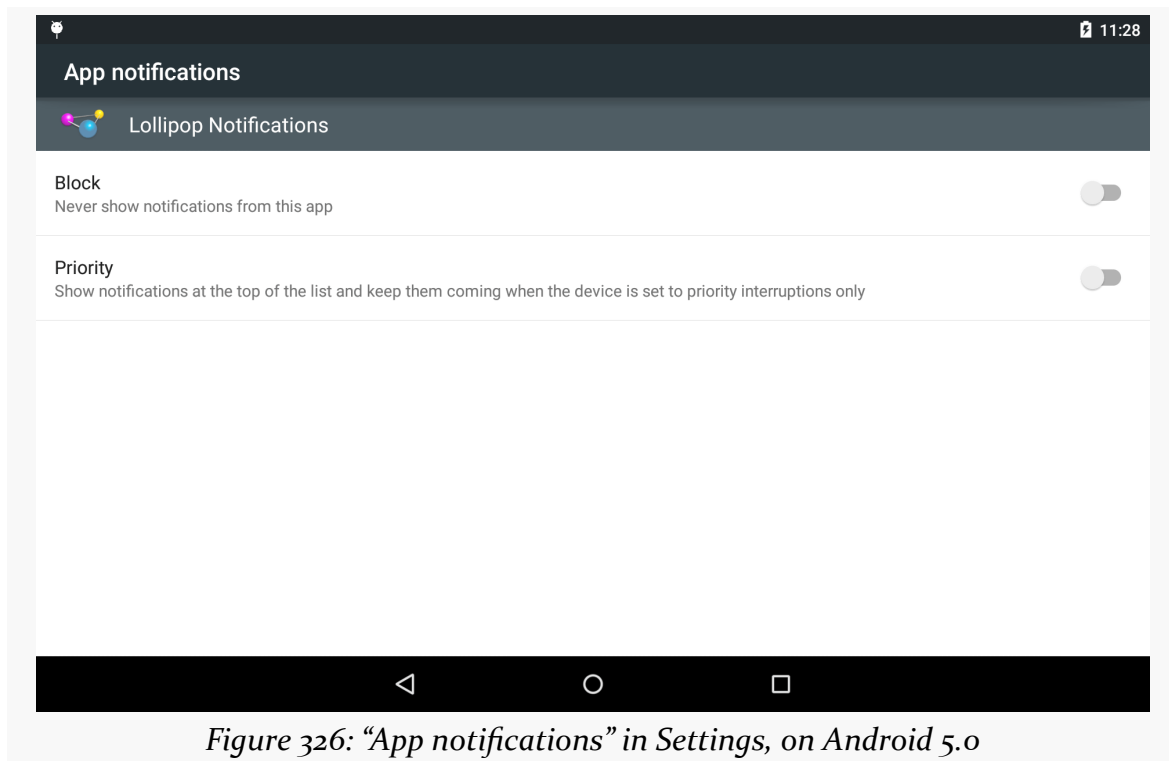 11:28
App notifications
Lollipop Notifications
Block
Never show notifications from this app
Priority
Show notifications at the top of the list and keep them coming when the device is set to priority interruptions only
Figure 326: “App notifications” in Settings, on Android 5.0